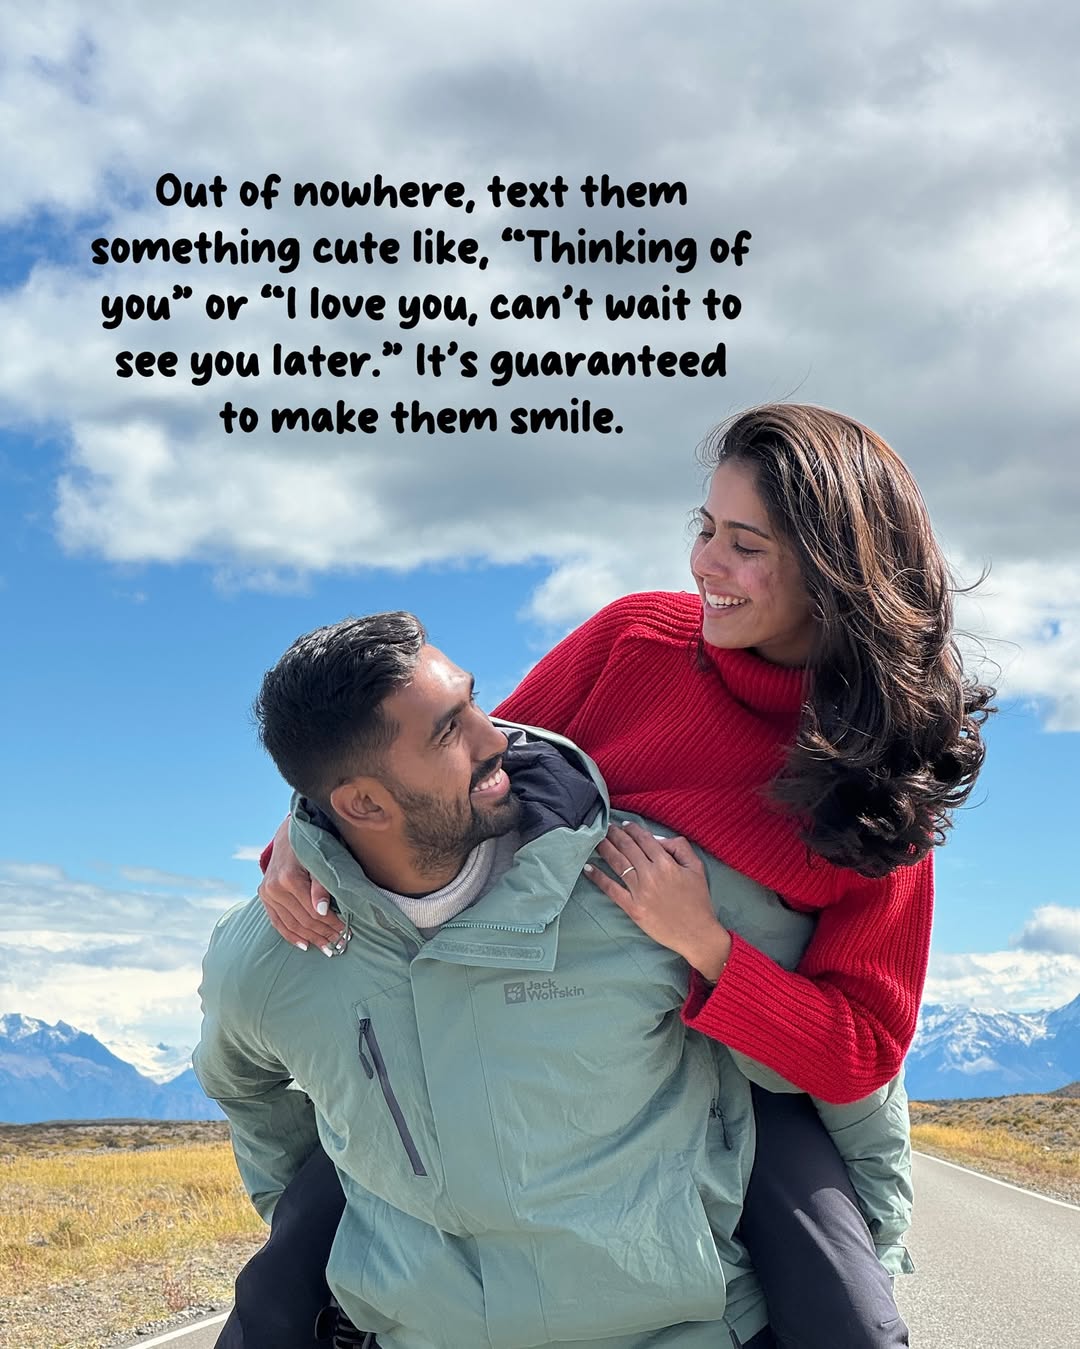 Out of nowhere, text them
something cute like, “Thinking of
you” or “I love you, can’t wait to
see you later.” It’s guaranteed
to make them smile.
Jack
Wolfskin